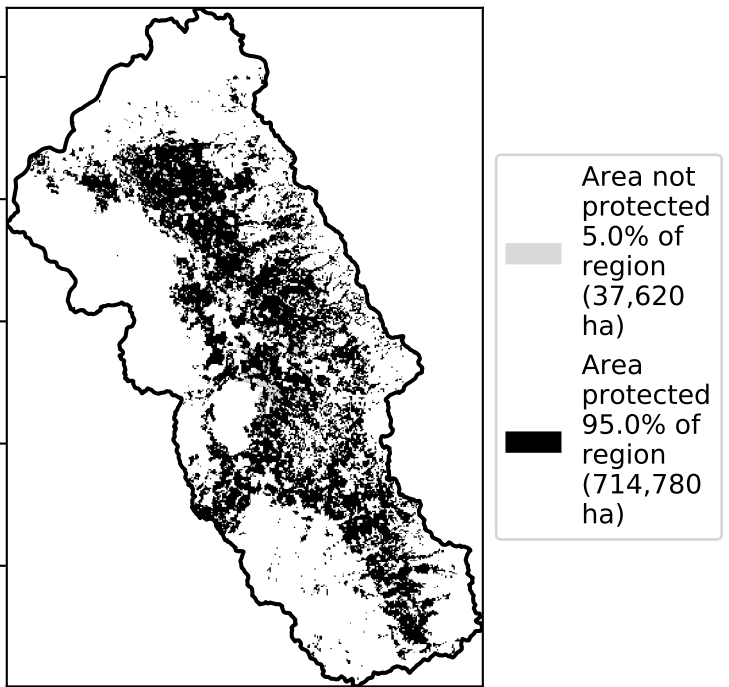 Area not
protected
5.0% of
region
(37,620
ha)
Area
protected
95.0% of
region
(714,780
ha)